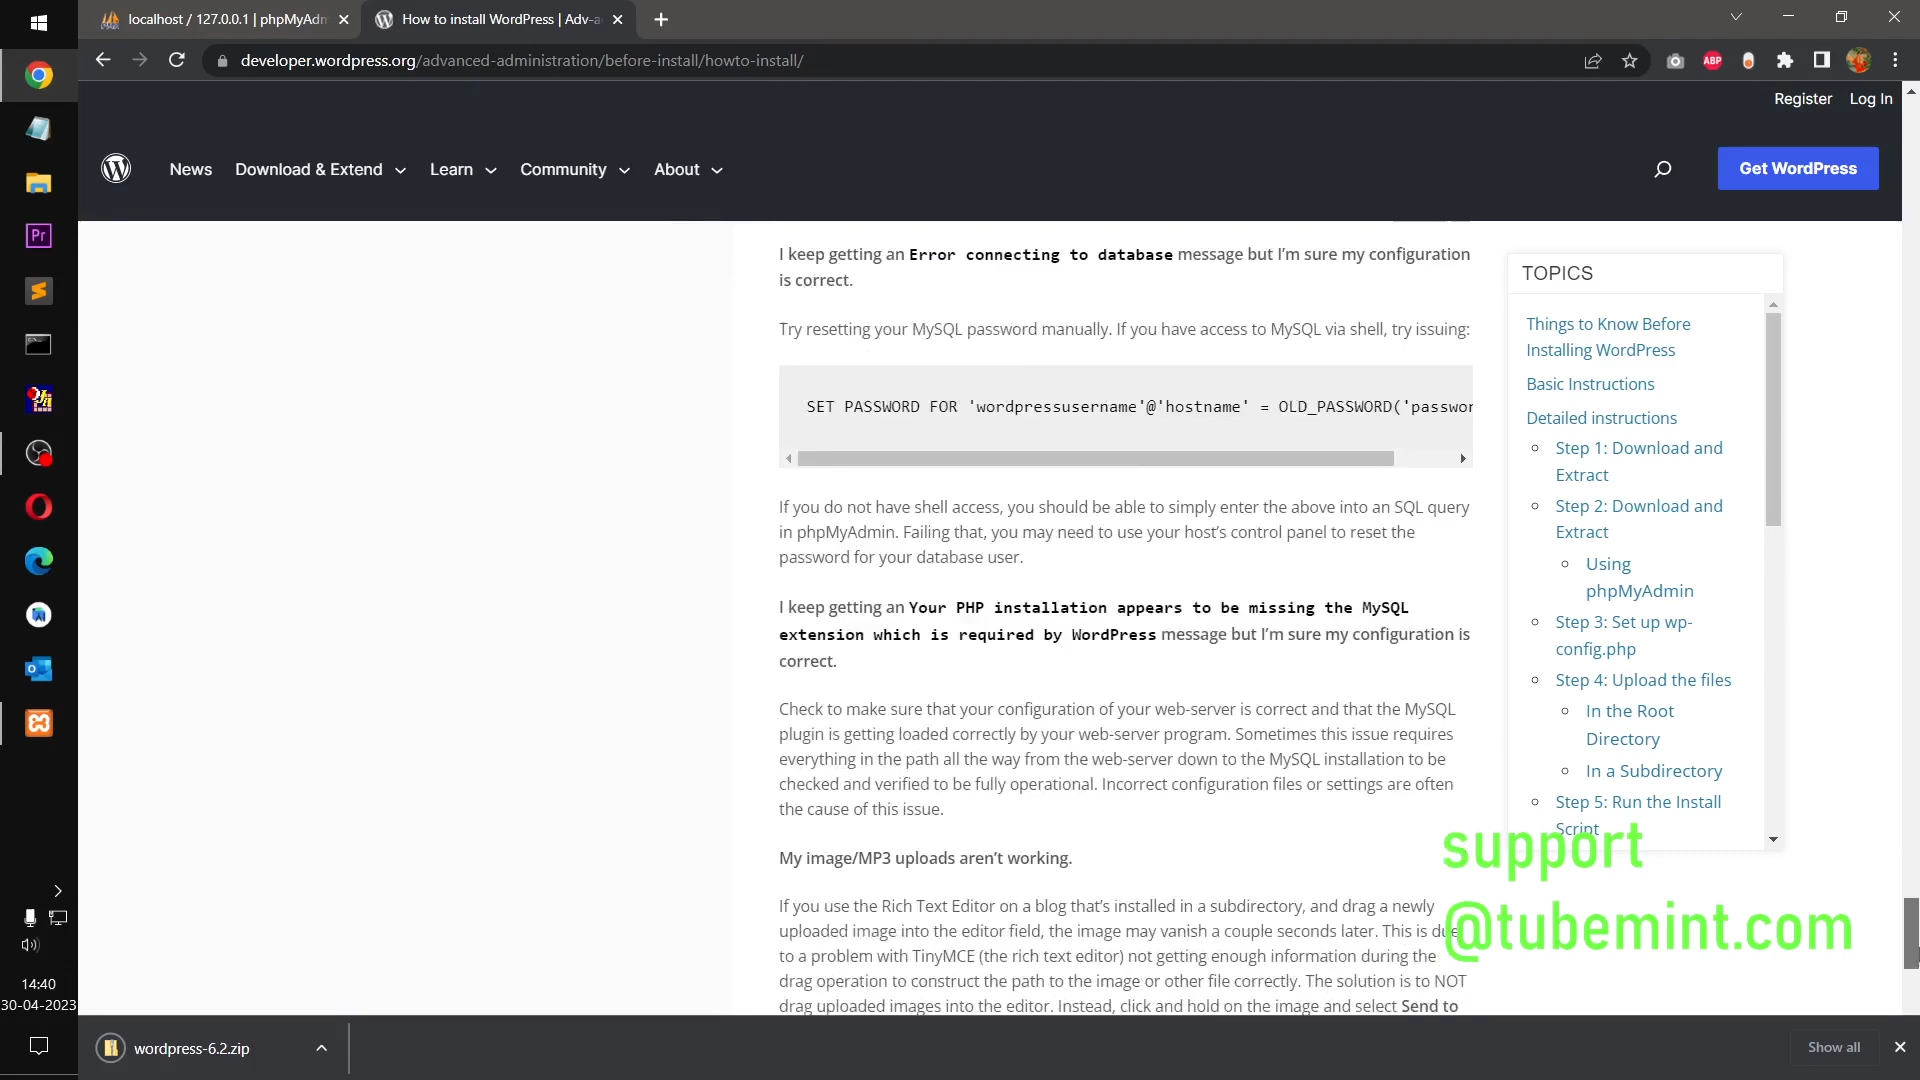 localhost / 127.0.0.1 | phpMyAdm
How to install WordPress | Adv-a
developer.wordpress.org/advanced-administration/before-install/howto-install/
ABP
Register Log In
News Download & Extend Learn Community About
Get WordPress
Pr
I keep getting an Error connecting to database message but I’m sure my configuration
is correct.
Try resetting your MySQL password manually. If you have access to MySQL via shell, try issuing:
SET PASSWORD FOR 'wordpressusername'@'hostname' = OLD_PASSWORD('passwor
If you do not have shell access, you should be able to simply enter the above into an SQL query
in phpMyAdmin. Failing that, you may need to use your host’s control panel to reset the
password for your database user.
I keep getting an Your PHP installation appears to be missing the MySQL
extension which is required by WordPress message but I’m sure my configuration is
correct.
Check to make sure that your configuration of your web-server is correct and that the MySQL
plugin is getting loaded correctly by your web-server program. Sometimes this issue requires
everything in the path all the way from the web-server down to the MySQL installation to be
checked and verified to be fully operational. Incorrect configuration files or settings are often
the cause of this issue.
My image/MP3 uploads aren’t working.
If you use the Rich Text Editor on a blog that’s installed in a subdirectory, and drag a newly
uploaded image into the editor field, the image may vanish a couple seconds later. This is due
to a problem with TinyMCE (the rich text editor) not getting enough information during the
drag operation to construct the path to the image or other file correctly. The solution is to NOT
drag uploaded images into the editor. Instead, click and hold on the image and select Send to
TOPICS
Things to Know Before
Installing WordPress
Basic Instructions
Detailed instructions
Step 1: Download and
Extract
Step 2: Download and
Extract
Using
phpMyAdmin
Step 3: Set up wp-
config.php
Step 4: Upload the files
In the Root
Directory
In a Subdirectory
Step 5: Run the Install
Script
support
@tubemint.com
14:40
30-04-2023
wordpress-6.2.zip
Show all